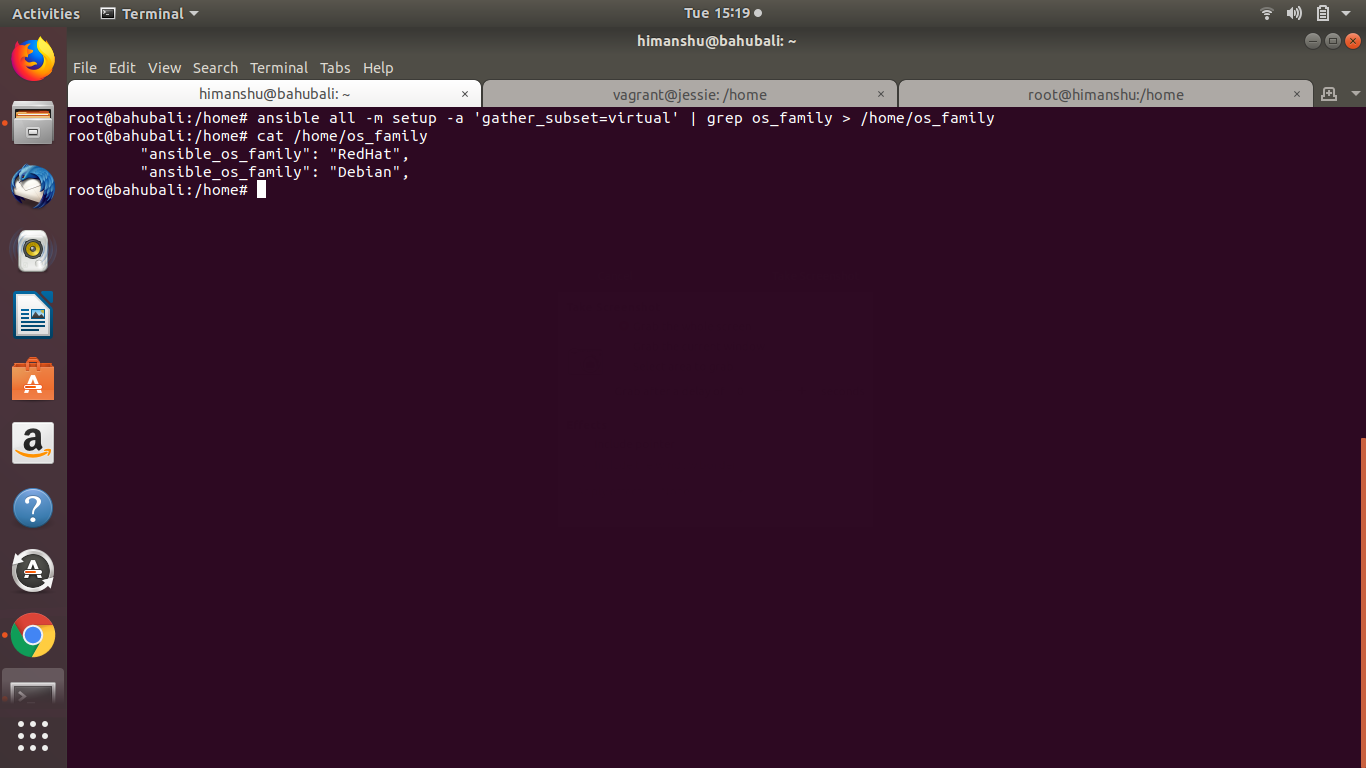 Activities Terminal Tue 15:19
himanshu@bahubali: ~
File Edit View Search Terminal Tabs Help
himanshu@bahubali: ~ × vagrant@jessie: /home × root@himanshu:/home ×
root@bahubali:/home# ansible all -m setup -a 'gather_subset=virtual' | grep os_family > /home/os_family
root@bahubali:/home# cat /home/os_family
        "ansible_os_family": "RedHat",
        "ansible_os_family": "Debian",
root@bahubali:/home#